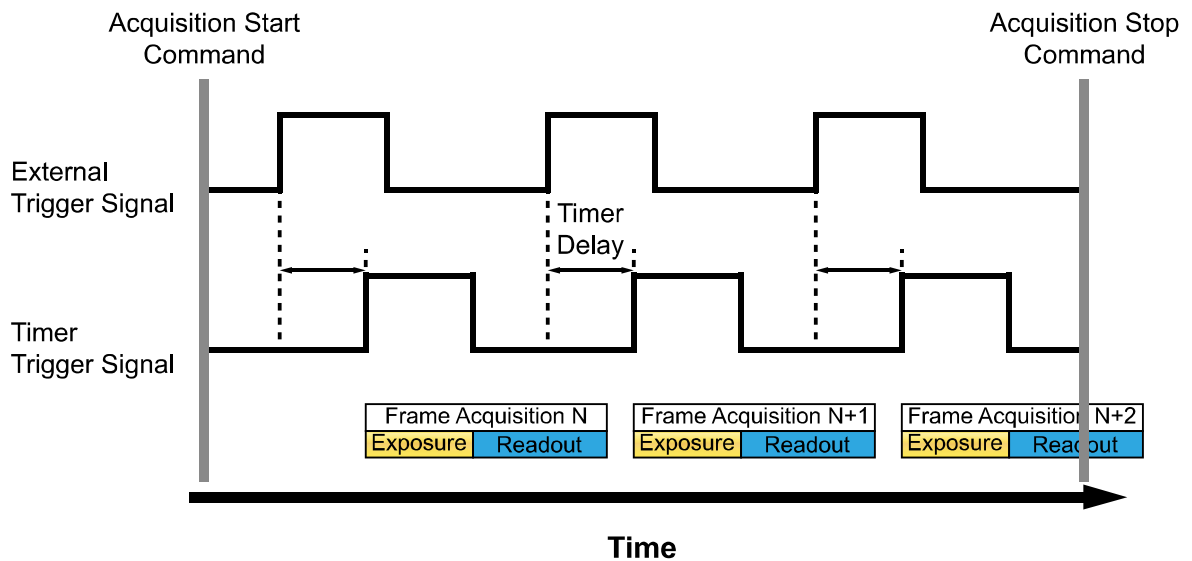 Acquisition Start
Command
Acquisition Stop
Command
External
Trigger Signal
Timer
Delay
Timer
Trigger Signal
Frame Acquisition N
Frame Acquisition N+1
Frame Acquisition N+2
Exposure
Readout
Exposure
Readout
Exposure
Readout
Time